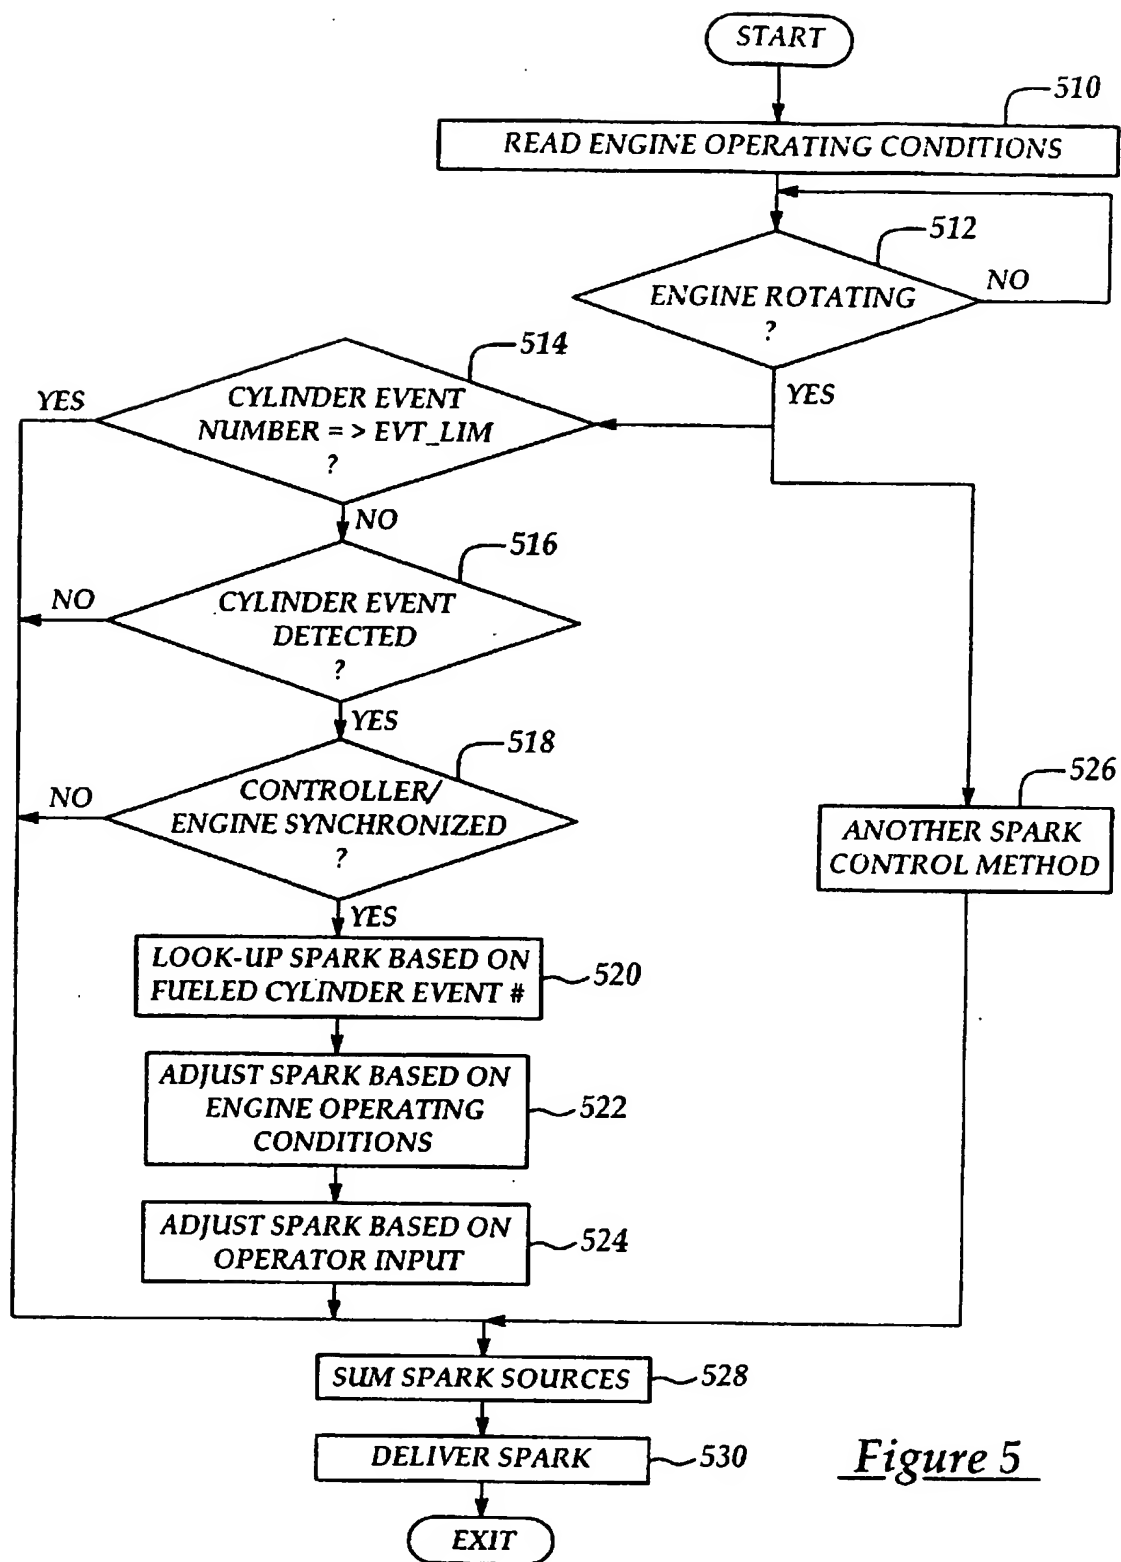 START
510
READ ENGINE OPERATING CONDITIONS
512
ENGINE ROTATING
?
NO
YES
514
YES
CYLINDER EVENT
NUMBER = > EVT_LIM
?
NO
516
NO
CYLINDER EVENT
DETECTED
?
YES
518
NO
CONTROLLER/
ENGINE SYNCHRONIZED
?
YES
526
ANOTHER SPARK
CONTROL METHOD
LOOK-UP SPARK BASED ON
FUELED CYLINDER EVENT #
520
ADJUST SPARK BASED ON
ENGINE OPERATING
CONDITIONS
522
ADJUST SPARK BASED ON
OPERATOR INPUT
524
SUM SPARK SOURCES
528
DELIVER SPARK
530
EXIT
Figure 5